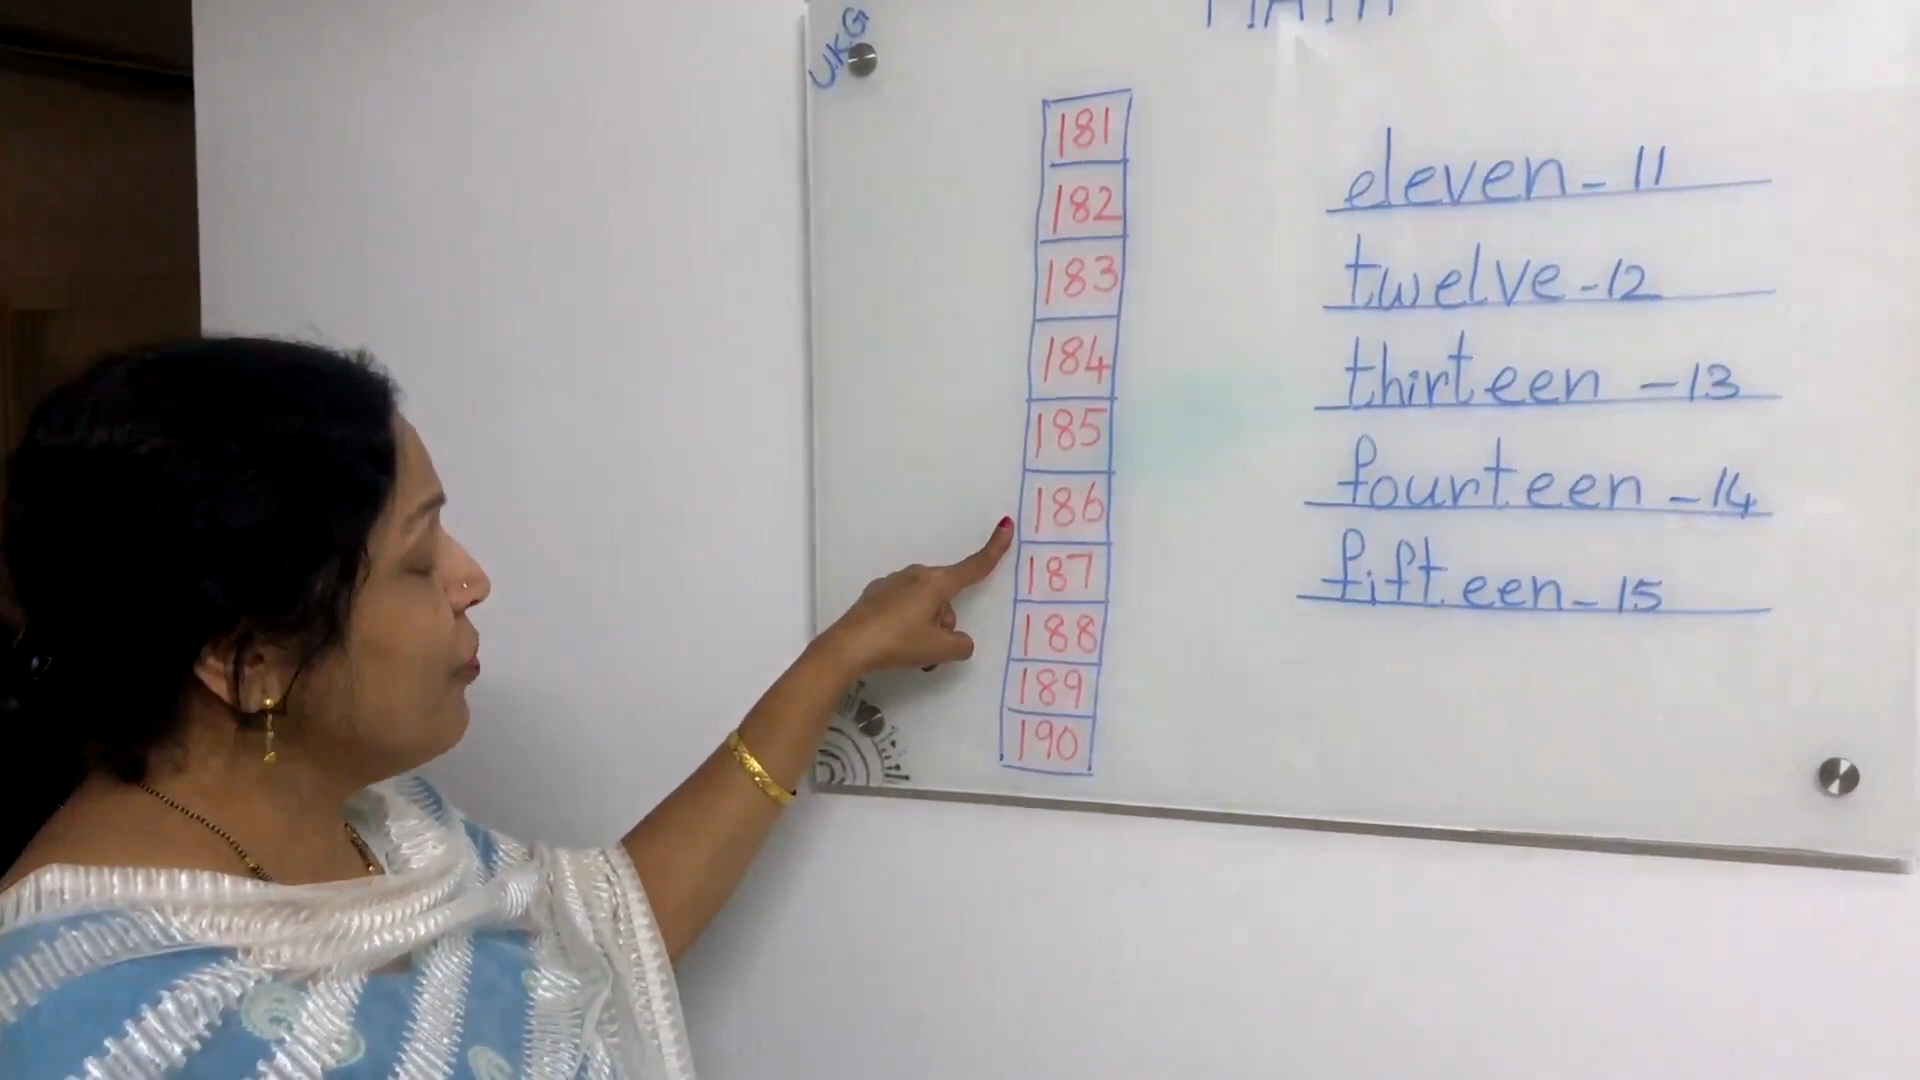 U.K.G
MATH
181
182
183
184
185
186
187
188
189
190
eleven - 11
twelve - 12
thirteen - 13
fourteen - 14
fifteen - 15